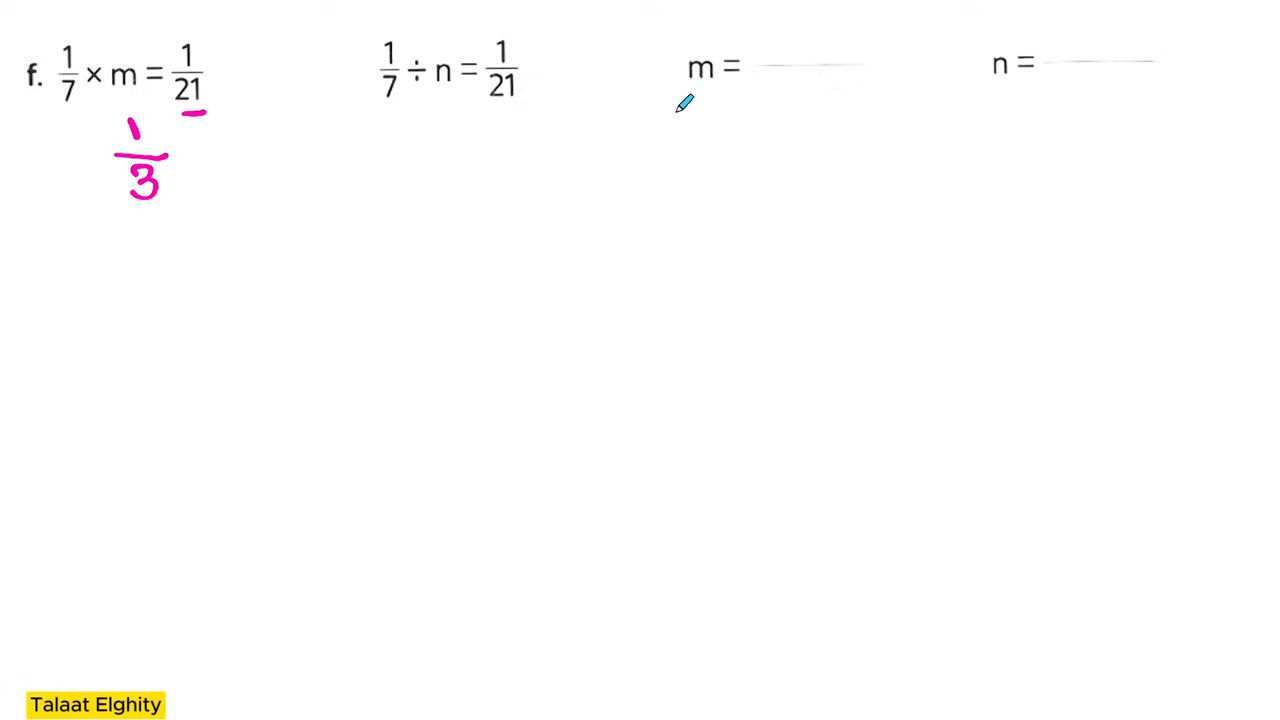 f. 1/7 × m = 1/21 1/7 ÷ n = 1/21 m = n =
1/3
Talaat Elghity